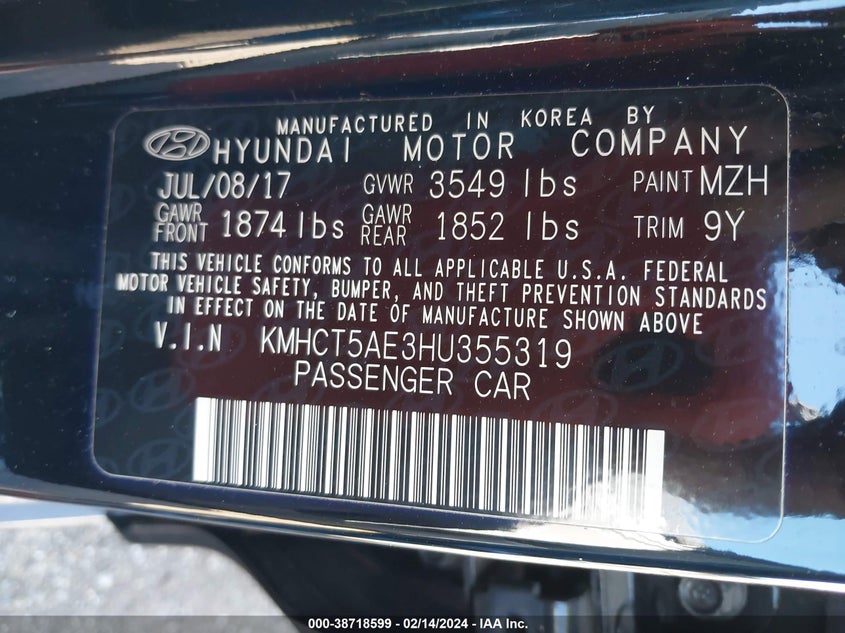 MANUFACTURED IN KOREA BY
HYUNDAI MOTOR COMPANY
JUL/08/17 GVWR 3549 lbs PAINT MZH
GAWR FRONT 1874 lbs GAWR REAR 1852 lbs TRIM 9Y
THIS VEHICLE CONFORMS TO ALL APPLICABLE U.S.A. FEDERAL
MOTOR VEHICLE SAFETY, BUMPER, AND THEFT PREVENTION STANDARDS
IN EFFECT ON THE DATE OF MANUFACTURE SHOWN ABOVE
V.I.N KMHCT5AE3HU355319
PASSENGER CAR
000-38718599 - 02/14/2024 - IAA Inc.